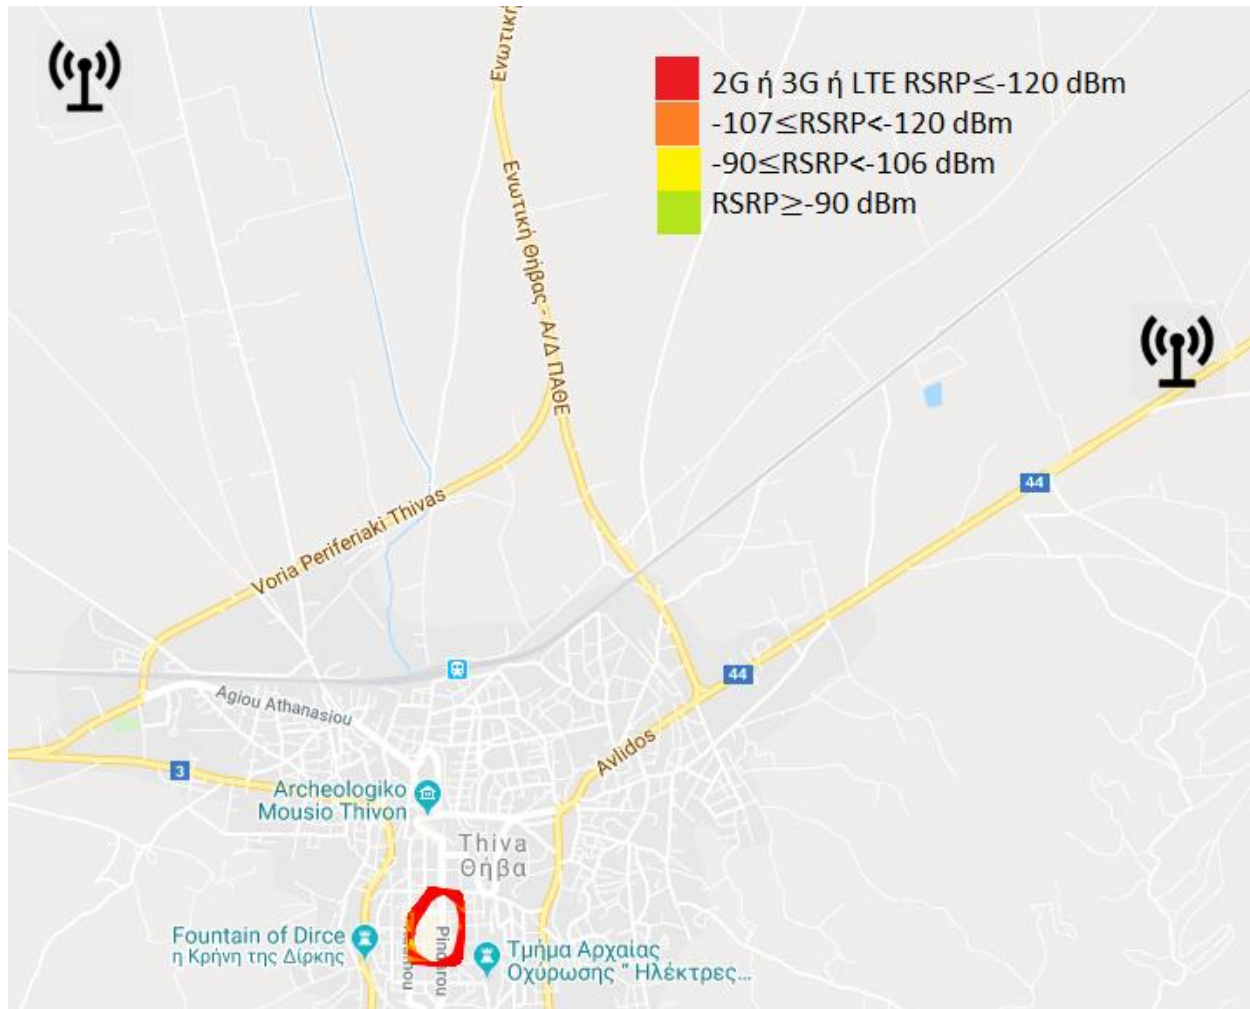 Ενωτική
2G ή 3G ή LTE RSRP≤-120 dBm
-107≤RSRP<-120 dBm
-90≤RSRP<-106 dBm
RSRP≥-90 dBm
Ενωτική Θήβας - Α/Δ ΠΑΘΕ
44
Voria Periferiaki Thivas
44
Agiou Athanasiou
Avlidos
3
Archeologiko
Mousio Thivon
Thiva
Θήβα
Fountain of Dirce
η Κρήνη της Δίρκης
Pindarou
Τμήμα Αρχαίας
Οχύρωσης " Ηλέκτρες...